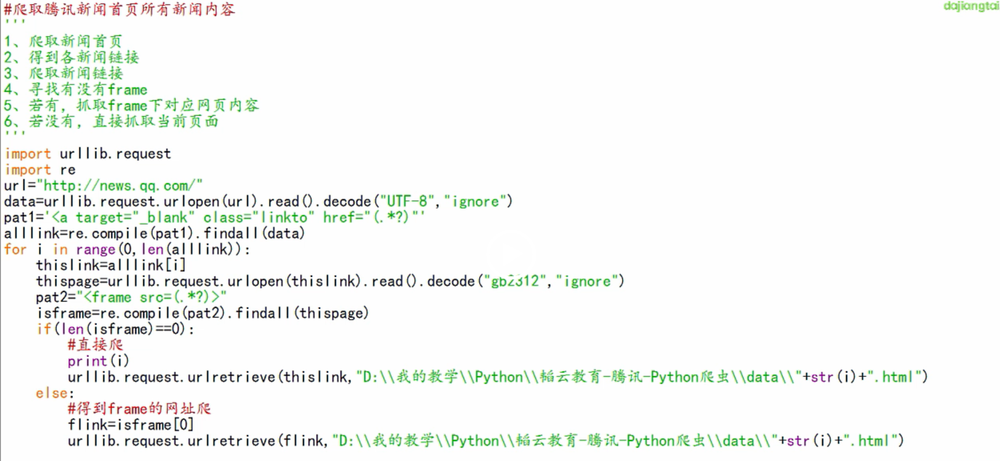 #爬取腾讯新闻首页所有新闻内容
dajiangtai
'''
1、爬取新闻首页
2、得到各新闻链接
3、爬取新闻链接
4、寻找有没有frame
5、若有，抓取frame下对应网页内容
6、若没有，直接抓取当前页面
'''
import urllib.request
import re
url="http://news.qq.com/"
data=urllib.request.urlopen(url).read().decode("UTF-8","ignore")
pat1='<a target="_blank" class="linkto" href="(.*?)"'
alllink=re.compile(pat1).findall(data)
for i in range(0,len(alllink)):
    thislink=alllink[i]
    thispage=urllib.request.urlopen(thislink).read().decode("gb2312","ignore")
    pat2="<frame src=(.*?)>"
    isframe=re.compile(pat2).findall(thispage)
    if(len(isframe)==0):
        #直接爬
        print(i)
        urllib.request.urlretrieve(thislink,"D:\\我的教学\\Python\\韬云教育-腾讯-Python爬虫\\data\\"+str(i)+".html")
    else:
        #得到frame的网址爬
        flink=isframe[0]
        urllib.request.urlretrieve(flink,"D:\\我的教学\\Python\\韬云教育-腾讯-Python爬虫\\data\\"+str(i)+".html")